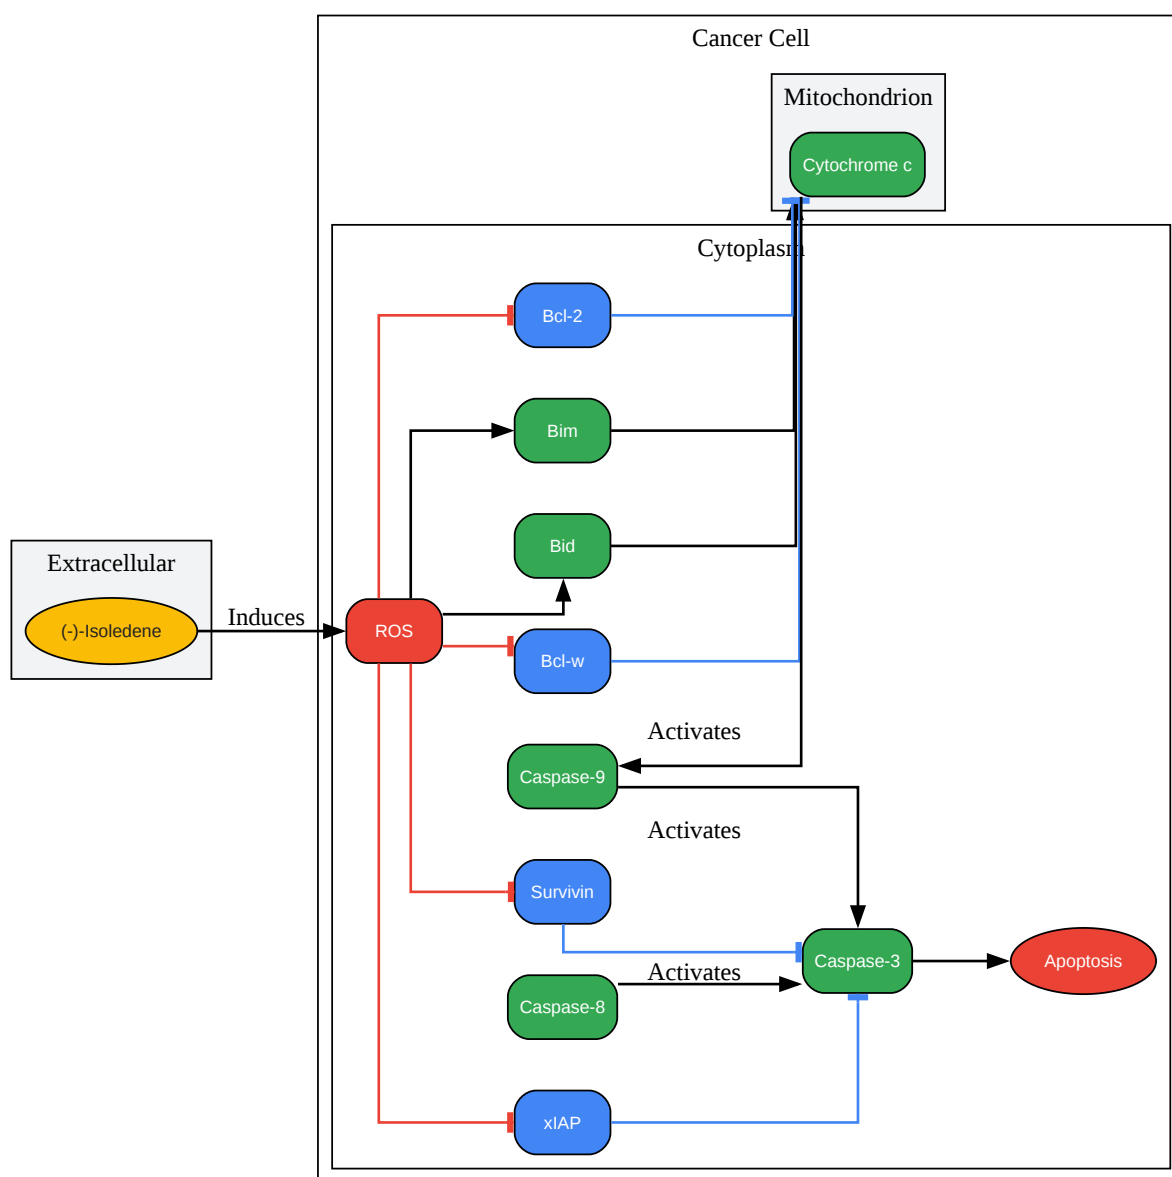 Cancer Cell
Mitochondrion
Cytochrome c
Cytoplasm
Bcl-2
Bim
Bid
Extracellular
(-)-Isoledene
Induces
ROS
Bcl-w
Activates
Caspase-9
Activates
Survivin
Caspase-3
Apoptosis
Activates
Caspase-8
xIAP